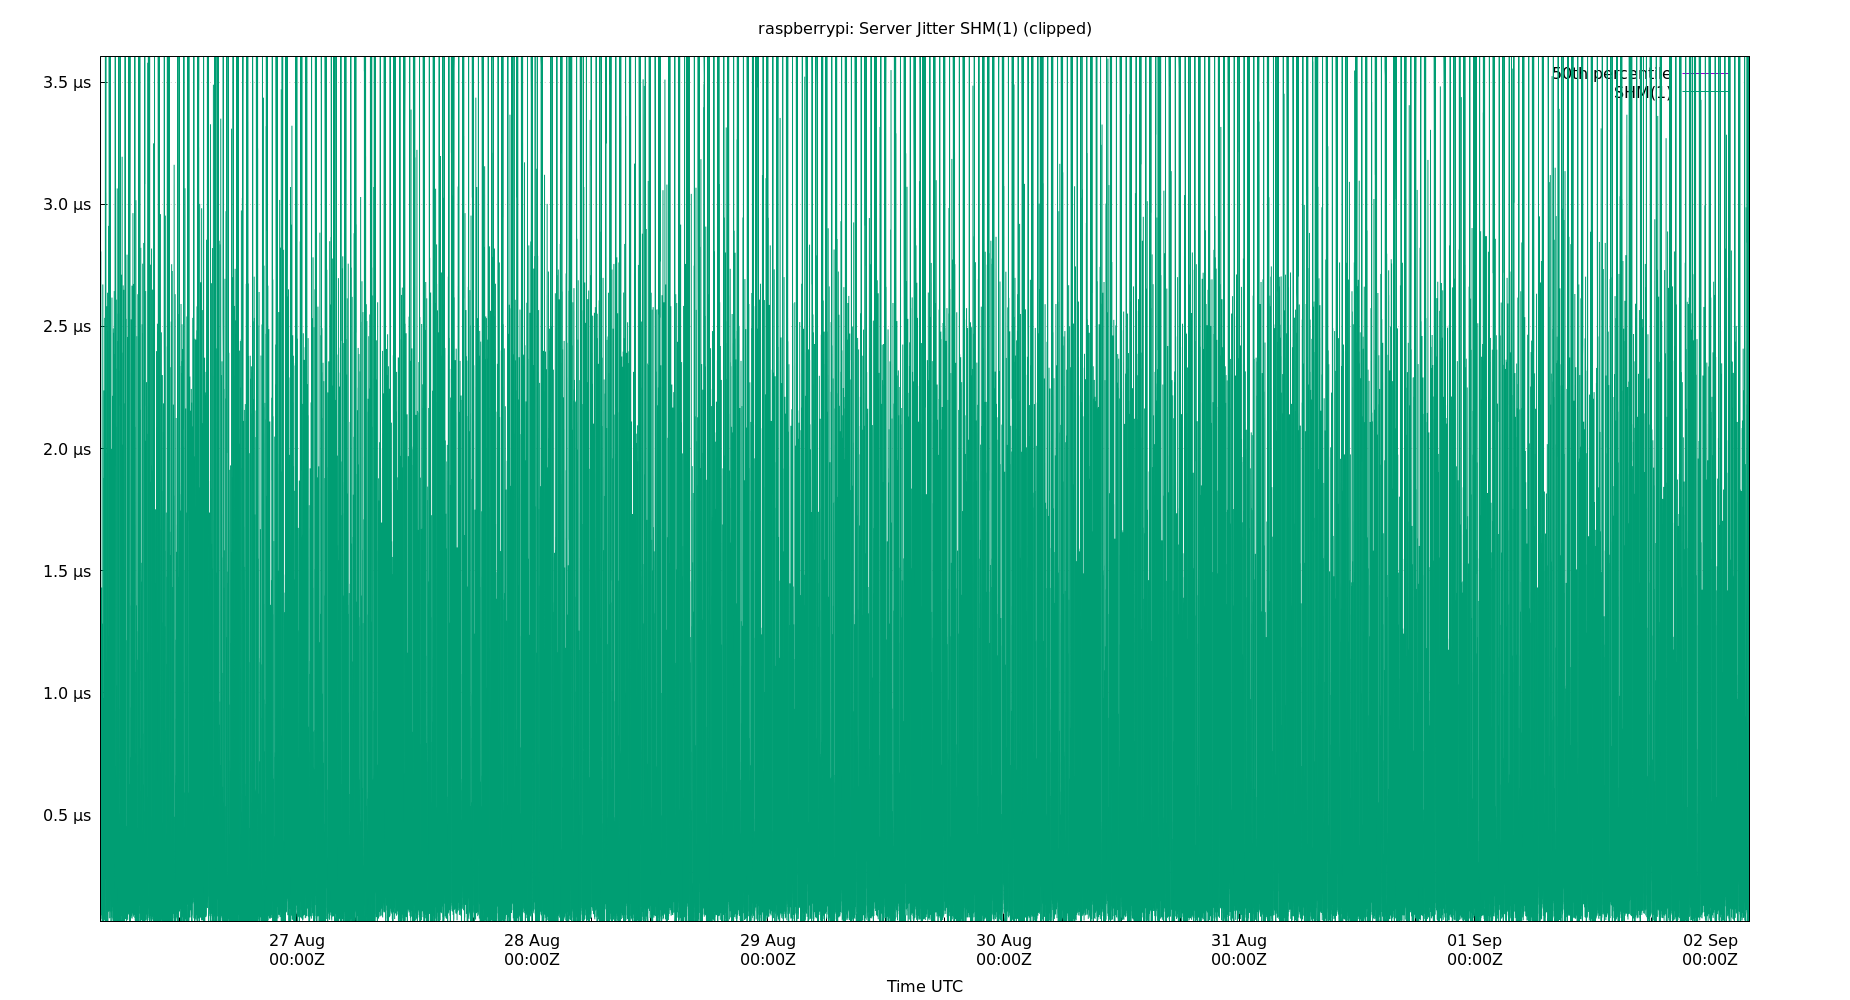 raspberrypi: Server Jitter SHM(1) (clipped)
50th percentile
SHM(1)
3.5 µs
3.0 µs
2.5 µs
2.0 µs
1.5 µs
1.0 µs
0.5 µs
27 Aug 28 Aug 29 Aug 30 Aug 31 Aug 01 Sep 02 Sep
00:00Z 00:00Z 00:00Z 00:00Z 00:00Z 00:00Z 00:00Z
Time UTC